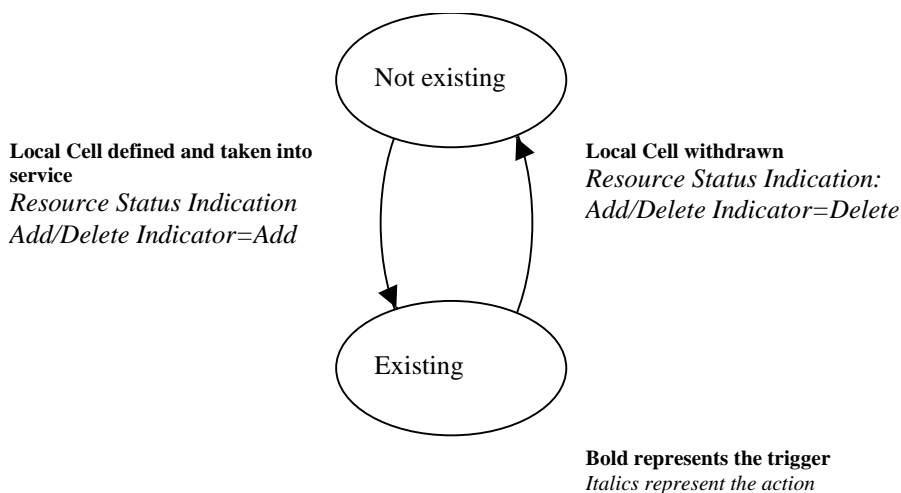 Not existing
Local Cell defined and taken into
service
Resource Status Indication
Add/Delete Indicator=Add
Local Cell withdrawn
Resource Status Indication:
Add/Delete Indicator=Delete
Existing
Bold represents the trigger
Italics represent the action